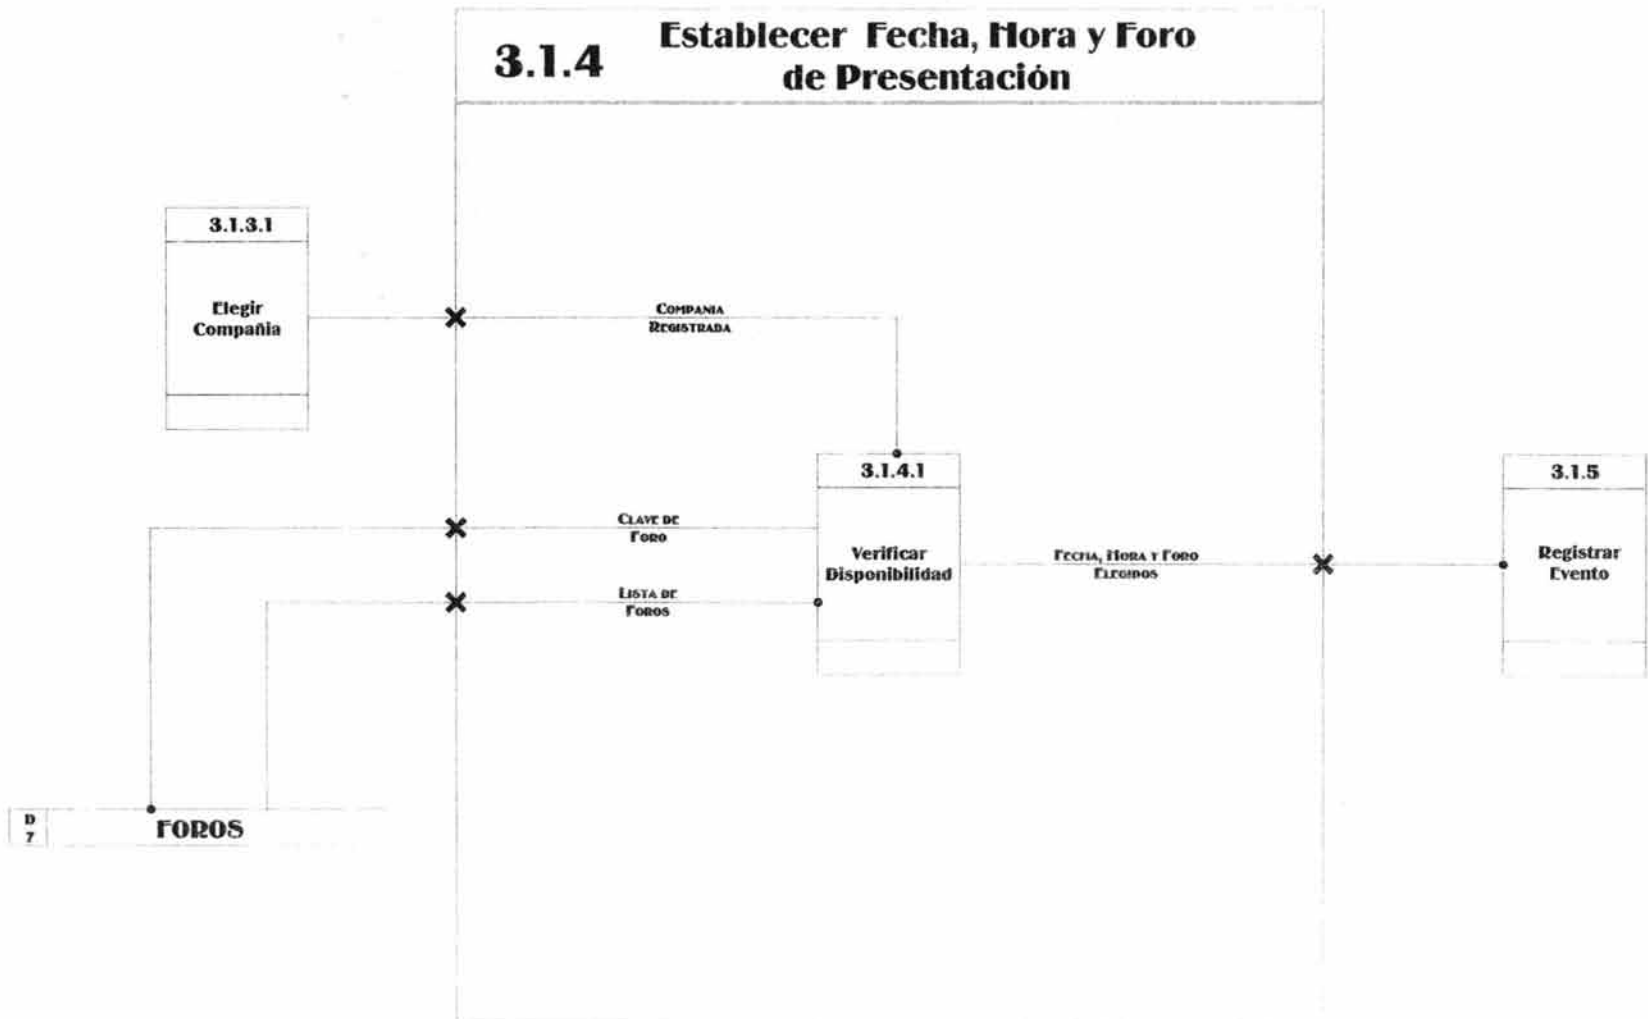 3.1.4
Establecer Fecha, Hora y Foro
de Presentación
3.1.3.1
Elegir
Compañia
COMPANIA
REGISTRADA
3.1.4.1
Verificar
Disponibilidad
CLAVE DE
FORO
LISTA DE
FOROS
FECHA, HORA Y FORO
ELEGIDOS
3.1.5
Registrar
Evento
D
7
FOROS